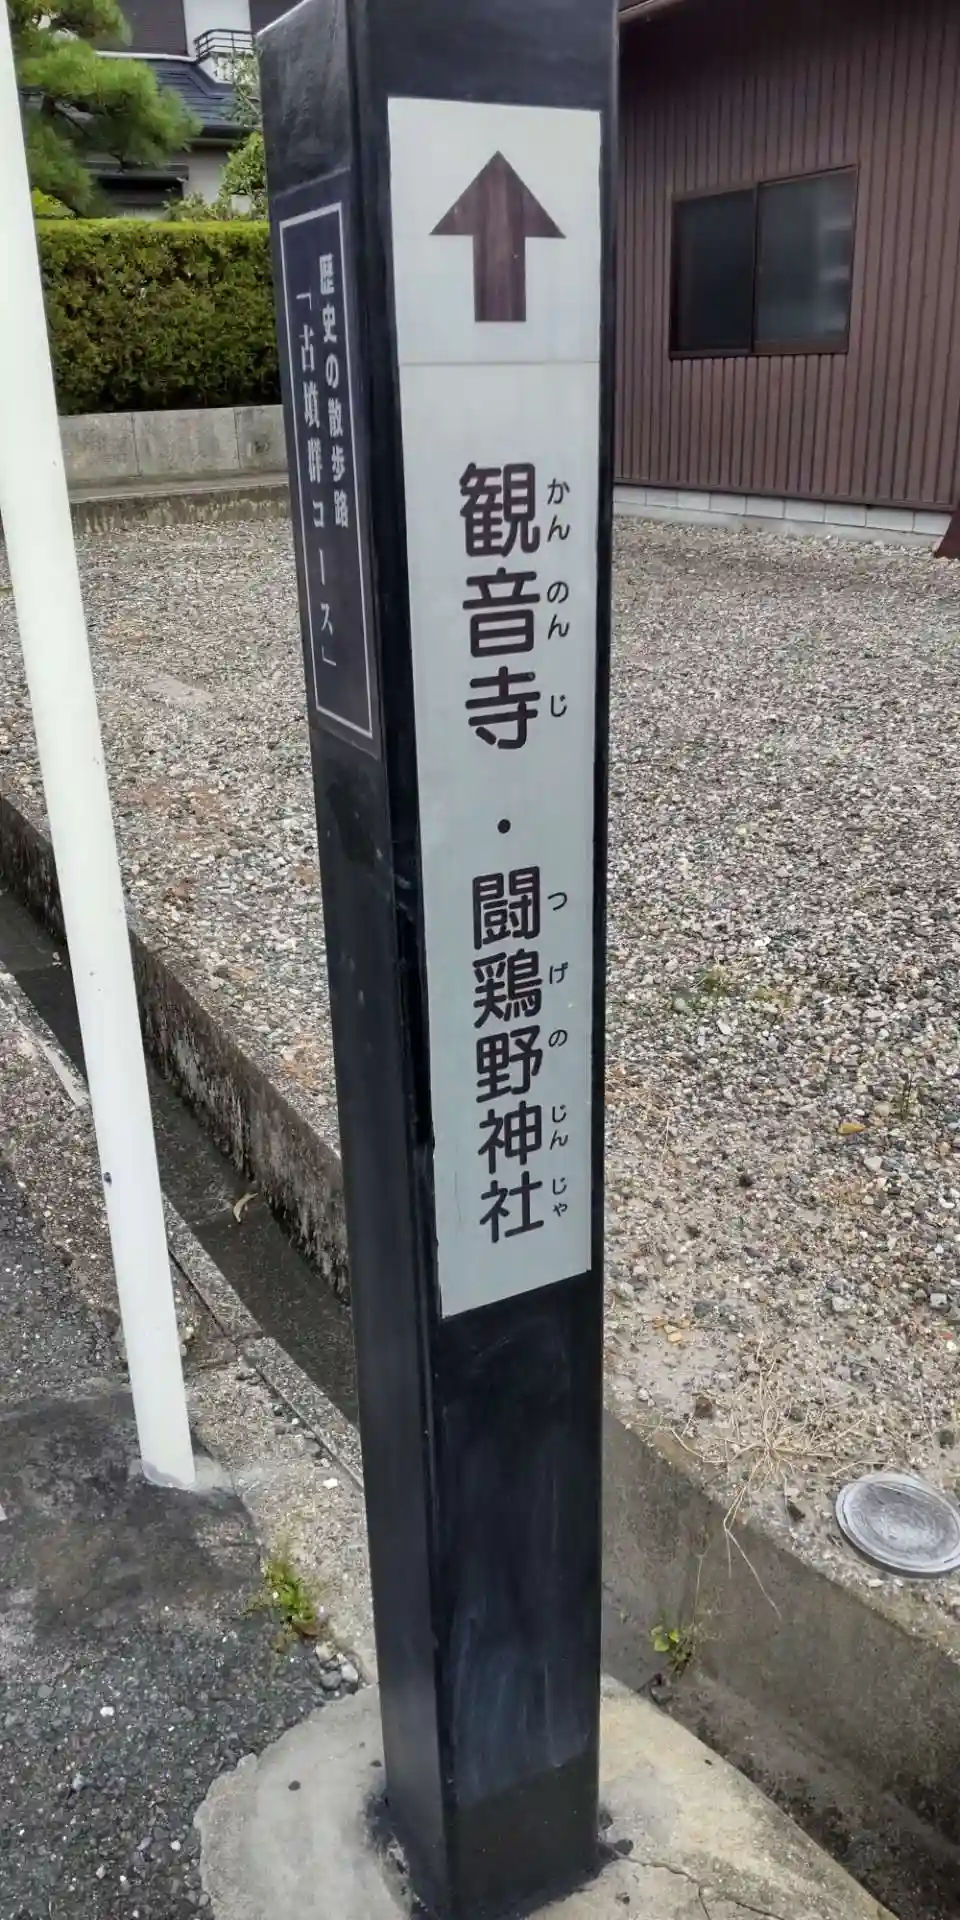 歴史の散歩路
「古墳群コース」
観音寺・闘鶏野神社
かんのんじ
つげのじんじゃ